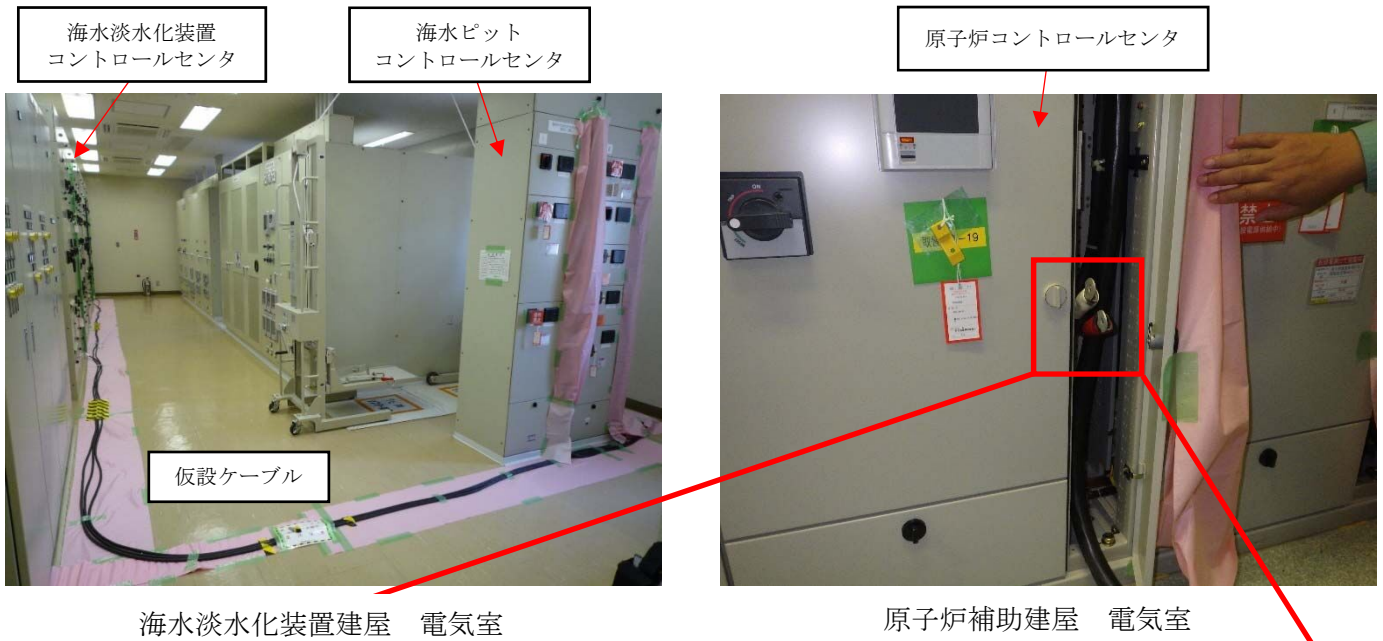 海水淡水化装置
コントロールセンタ
海水ピット
コントロールセンタ
原子炉コントロールセンタ
仮設ケーブル
ON
-19
禁
海水淡水化装置建屋　電気室
原子炉補助建屋　電気室